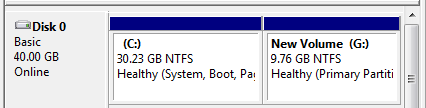 Disk 0
Basic
40.00 GB
Online
(C:)
30.23 GB NTFS
Healthy (System, Boot, Pa
New Volume (G:)
9.76 GB NTFS
Healthy (Primary Partiti